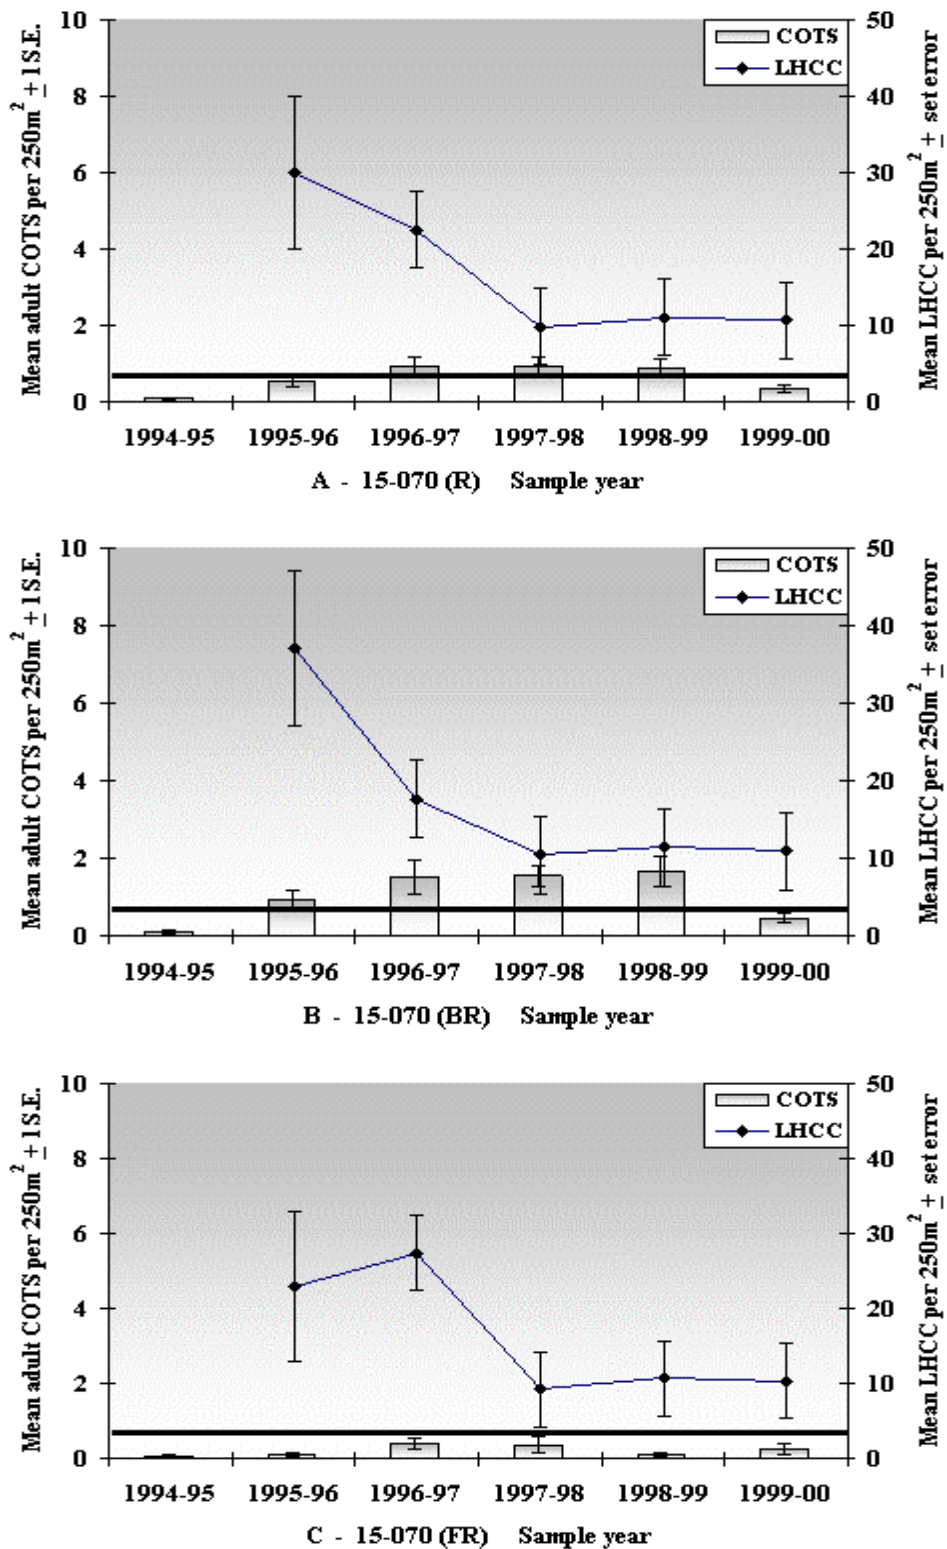 Mean adult COTS per 250m² ± 1 S.E.
10
8
6
4
2
0
COTS
LHCC
50
40
30
20
10
0
Mean LHCC per 250m² ± set error
1994-95 1995-96 1996-97 1997-98 1998-99 1999-00
A - 15-070 (R) Sample year
Mean adult COTS per 250m² ± 1 S.E.
10
8
6
4
2
0
COTS
LHCC
50
40
30
20
10
0
Mean LHCC per 250m² ± set error
1994-95 1995-96 1996-97 1997-98 1998-99 1999-00
B - 15-070 (BR) Sample year
Mean adult COTS per 250m² ± 1 S.E.
10
8
6
4
2
0
COTS
LHCC
50
40
30
20
10
0
Mean LHCC per 250m² ± set error
1994-95 1995-96 1996-97 1997-98 1998-99 1999-00
C - 15-070 (FR) Sample year